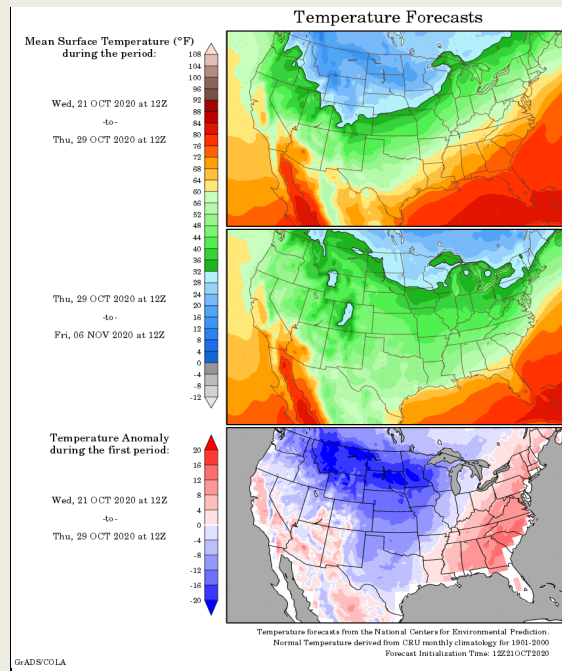 Temperature Forecasts
Mean Surface Temperature (°F)
during the period:
Wed, 21 OCT 2020 at 12Z
-to-
Thu, 29 OCT 2020 at 12Z
108
104
100
96
92
88
84
80
76
72
68
64
60
56
52
48
44
40
36
32
28
24
20
16
12
8
4
0
-4
-8
-12
Thu, 29 OCT 2020 at 12Z
-to-
Fri, 06 NOV 2020 at 12Z
Temperature Anomaly
during the first period:
Wed, 21 OCT 2020 at 12Z
-to-
Thu, 29 OCT 2020 at 12Z
20
16
12
8
4
0
-4
-8
-12
-16
-20
Temperature forecasts from the National Centers for Environmental Prediction.
Normal Temperature derived from CRU monthly climatology for 1901-2000
Forecast Initialization Time: 12Z21OCT2020
GrADS/COLA